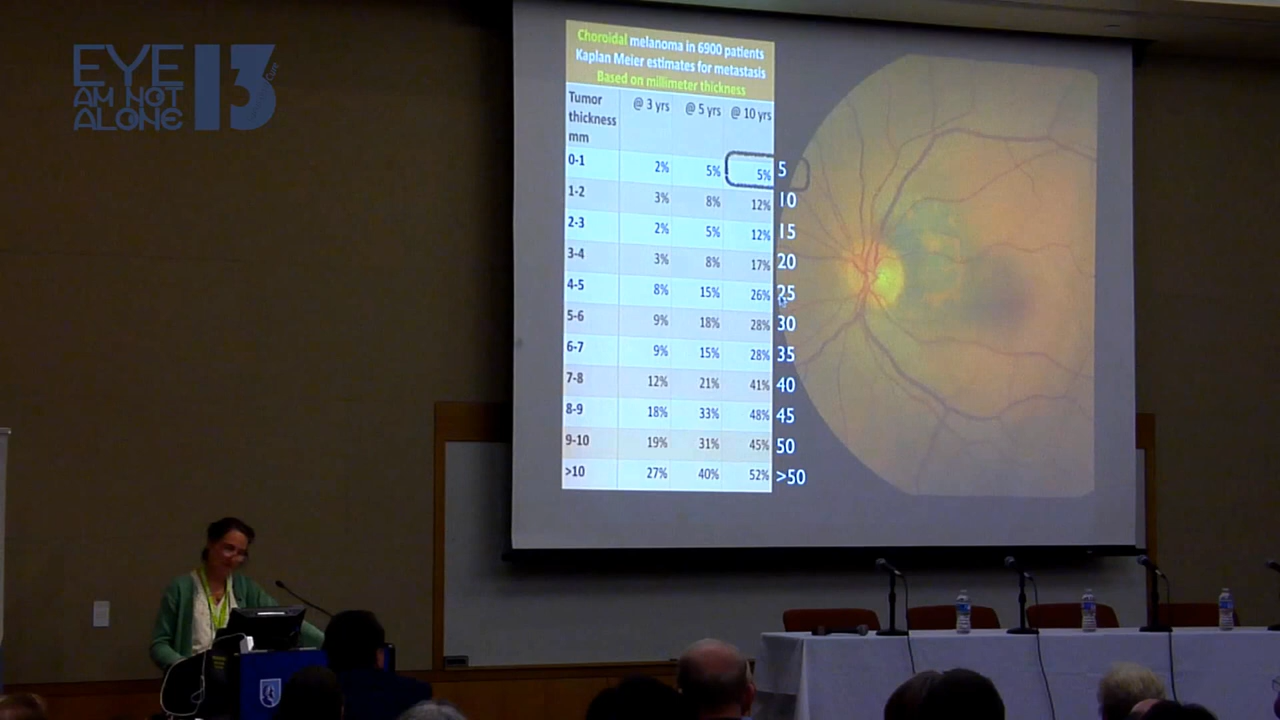 EYE
AM NOT
ALONE
13
Cure
Choroidal melanoma in 6900 patients
Kaplan Meier estimates for metastasis
Based on millimeter thickness
Tumor thickness mm @ 3 yrs @ 5 yrs @ 10 yrs
0-1 2% 5% 5% 5
1-2 3% 8% 12% 10
2-3 2% 5% 12% 15
3-4 3% 8% 17% 20
4-5 8% 15% 26% 25
5-6 9% 18% 28% 30
6-7 9% 15% 28% 35
7-8 12% 21% 41% 40
8-9 18% 33% 48% 45
9-10 19% 31% 45% 50
>10 27% 40% 52% >50